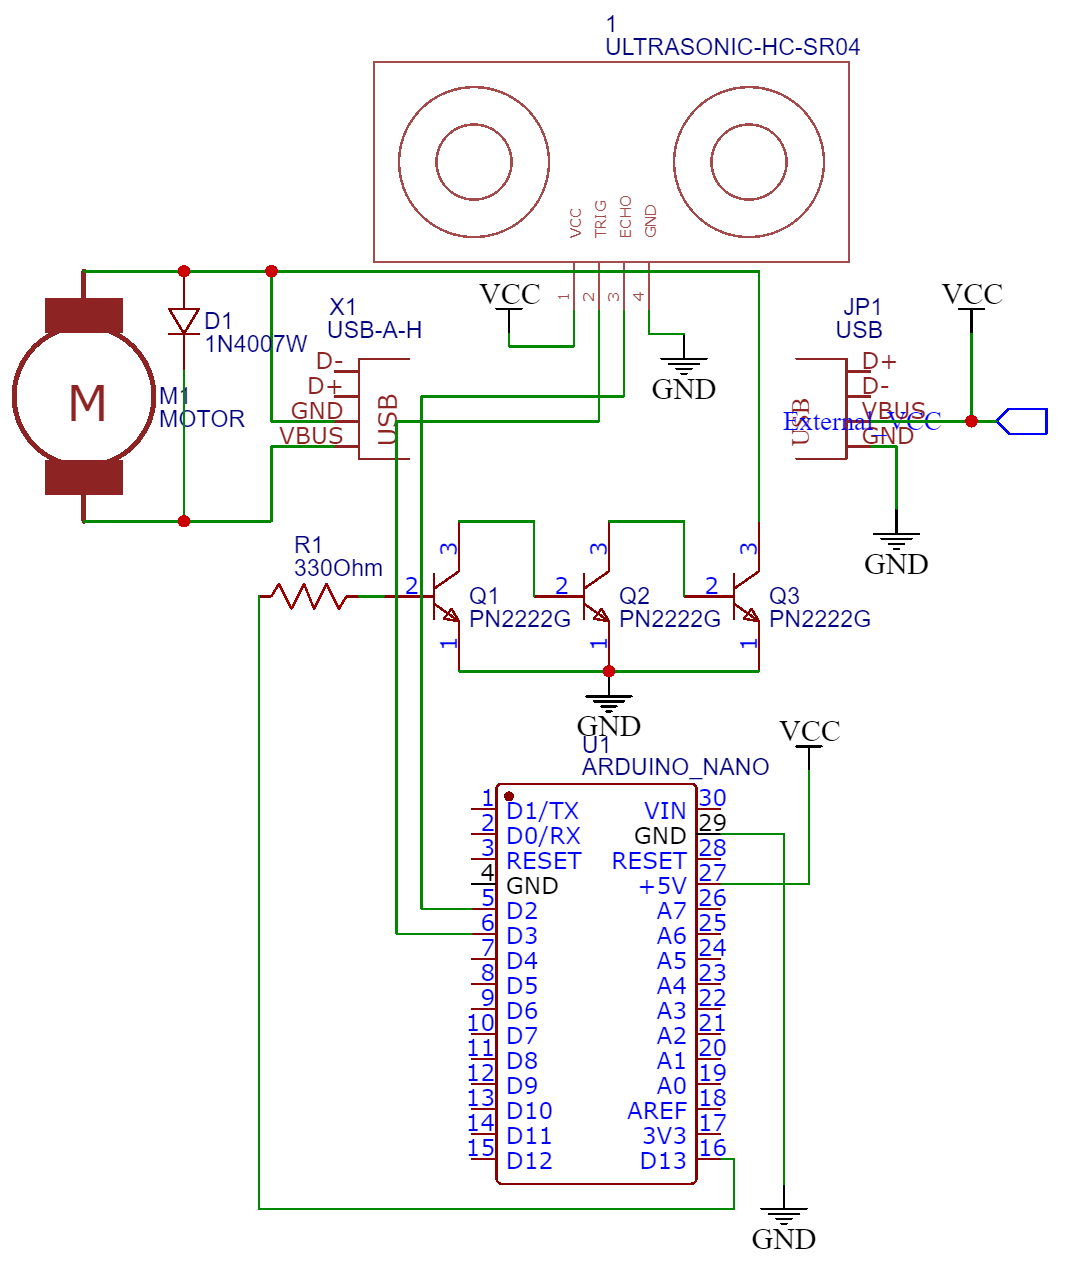 1
ULTRASONIC-HC-SR04
VCC
TRIG
ECHO
GND
1
2
3
4
VCC
GND
D1
1N4007W
X1
USB-A-H
D-
D+
GND
VBUS
USB
M
M1
MOTOR
JP1
USB
D+
D-
VBUS
GND
USB
External_VCC
VCC
GND
R1
330Ohm
2
3
1
Q1
PN2222G
2
3
1
Q2
PN2222G
2
3
1
Q3
PN2222G
GND
VCC
U1
ARDUINO_NANO
1 D1/TX VIN 30
2 D0/RX GND 29
3 RESET RESET 28
4 GND +5V 27
5 D2 A7 26
6 D3 A6 25
7 D4 A5 24
8 D5 A4 23
9 D6 A3 22
10 D7 A2 21
11 D8 A1 20
12 D9 A0 19
13 D10 AREF 18
14 D11 3V3 17
15 D12 D13 16
GND